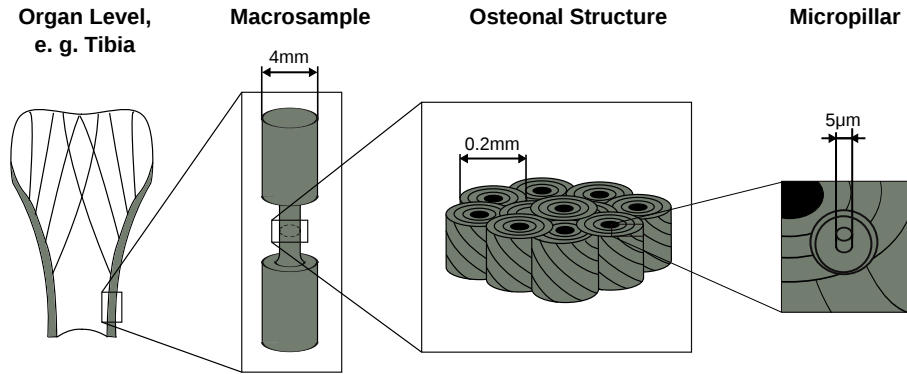 Organ Level,
e. g. Tibia
Macrosample
Osteonal Structure
Micropillar
4mm
0.2mm
5μm